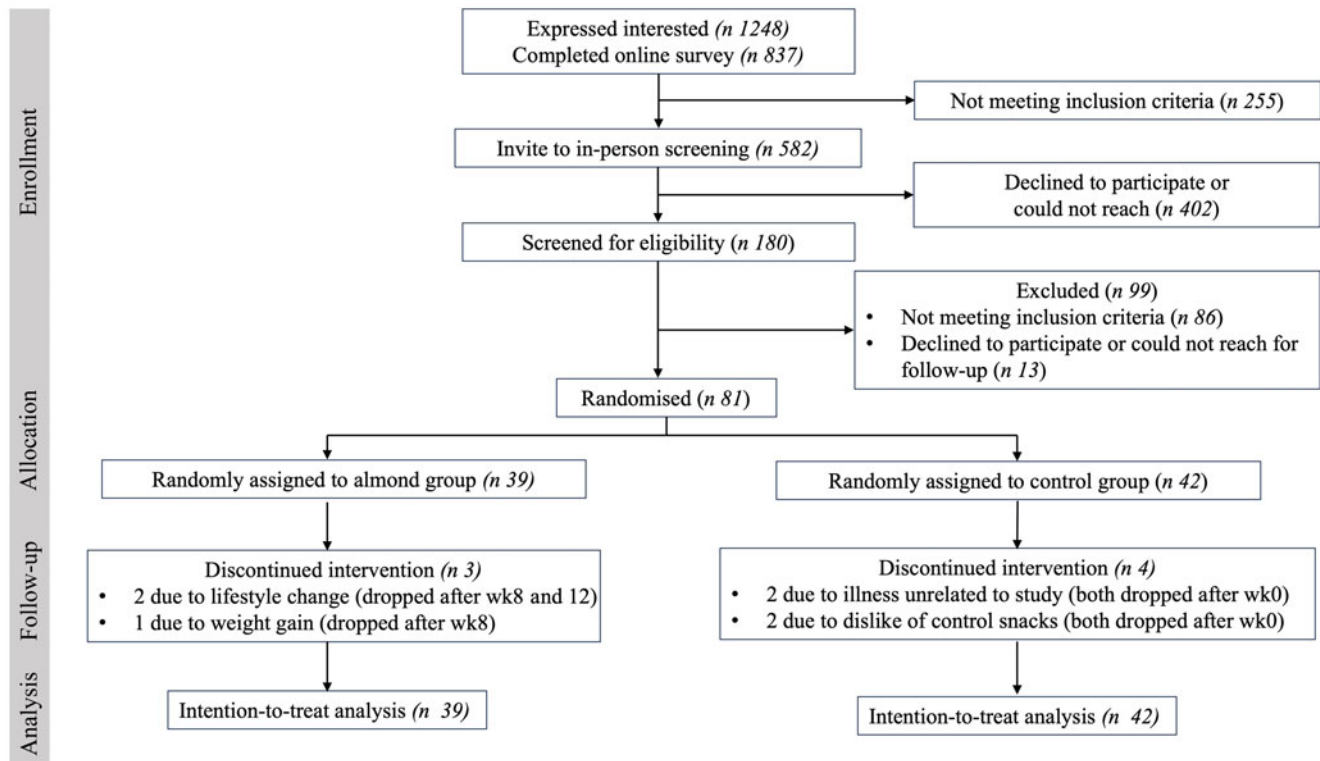 Enrollment
Expressed interested (n 1248)
Completed online survey (n 837)
Not meeting inclusion criteria (n 255)
Invite to in-person screening (n 582)
Declined to participate or
could not reach (n 402)
Screened for eligibility (n 180)
Excluded (n 99)
• Not meeting inclusion criteria (n 86)
• Declined to participate or could not reach for
follow-up (n 13)
Allocation
Randomised (n 81)
Randomly assigned to almond group (n 39)
Randomly assigned to control group (n 42)
Follow-up
Discontinued intervention (n 3)
• 2 due to lifestyle change (dropped after wk8 and 12)
• 1 due to weight gain (dropped after wk8)
Discontinued intervention (n 4)
• 2 due to illness unrelated to study (both dropped after wk0)
• 2 due to dislike of control snacks (both dropped after wk0)
Analysis
Intention-to-treat analysis (n 39)
Intention-to-treat analysis (n 42)